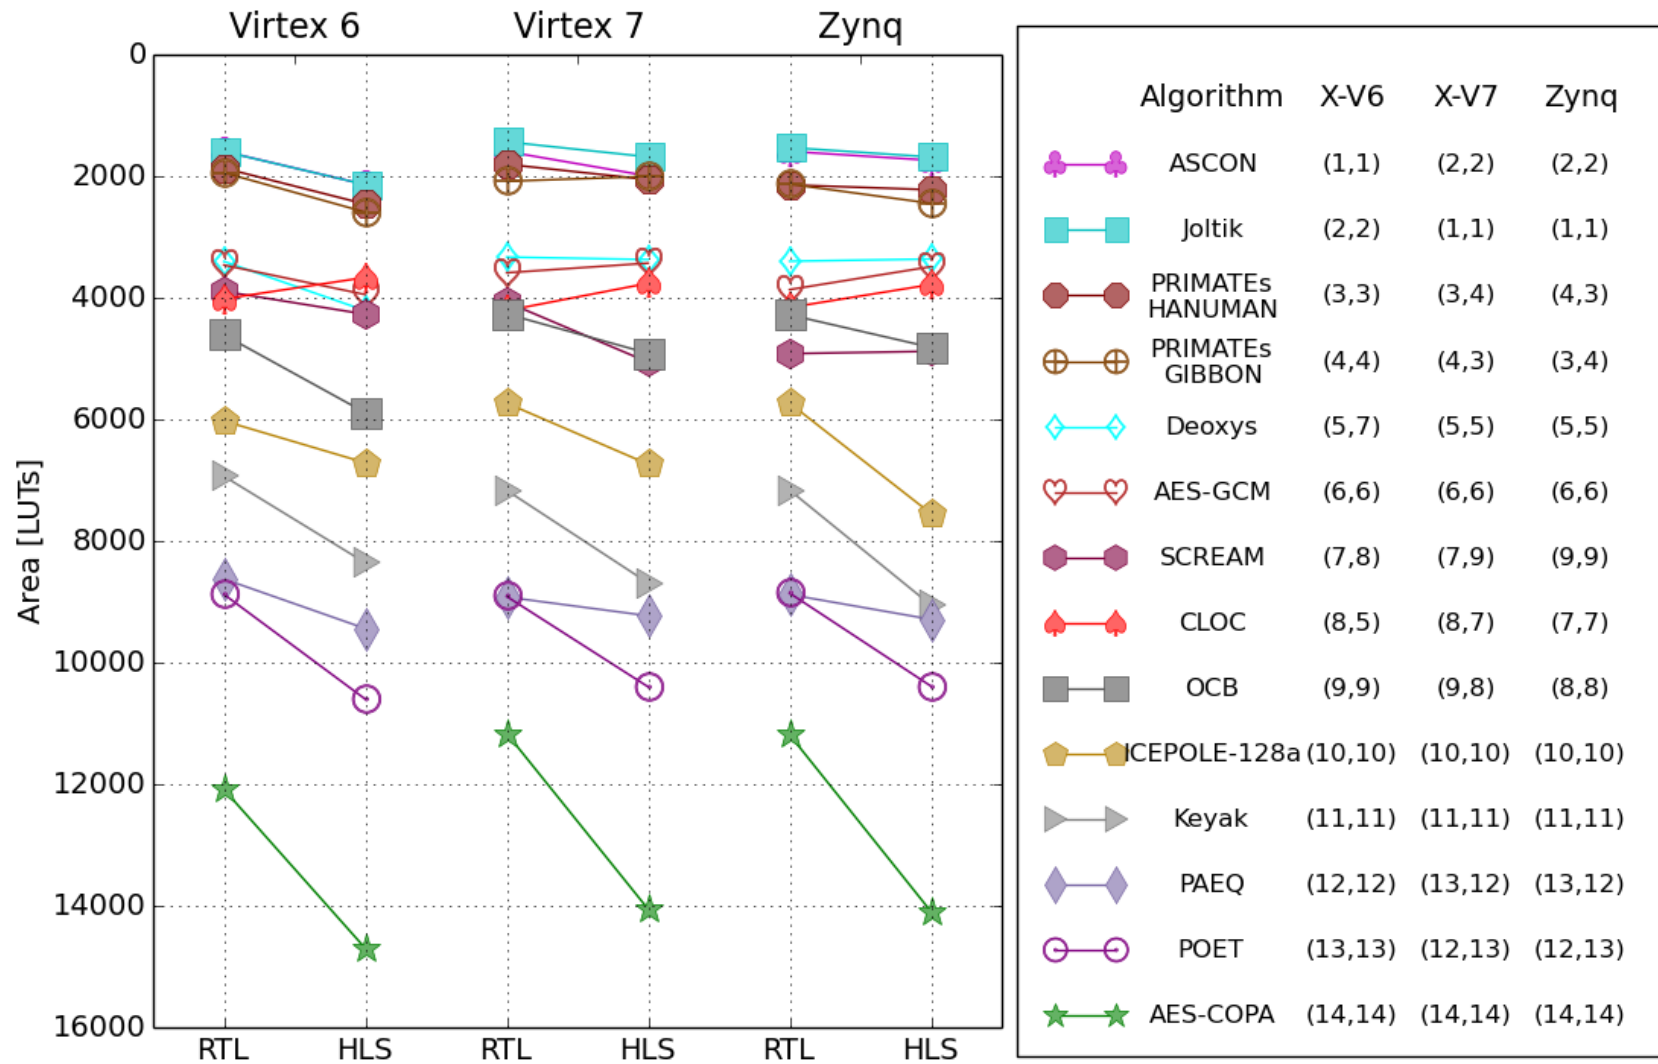 Virtex 6 Virtex 7 Zynq
0
2000
4000
6000
8000
10000
12000
14000
16000
Area [LUTs]
RTL HLS RTL HLS RTL HLS
Algorithm X-V6 X-V7 Zynq
ASCON (1,1) (2,2) (2,2)
Joltik (2,2) (1,1) (1,1)
PRIMATEs
HANUMAN (3,3) (3,4) (4,3)
PRIMATEs
GIBBON (4,4) (4,3) (3,4)
Deoxys (5,7) (5,5) (5,5)
AES-GCM (6,6) (6,6) (6,6)
SCREAM (7,8) (7,9) (9,9)
CLOC (8,5) (8,7) (7,7)
OCB (9,9) (9,8) (8,8)
ICEPOLE-128a (10,10) (10,10) (10,10)
Keyak (11,11) (11,11) (11,11)
PAEQ (12,12) (13,12) (13,12)
POET (13,13) (12,13) (12,13)
AES-COPA (14,14) (14,14) (14,14)